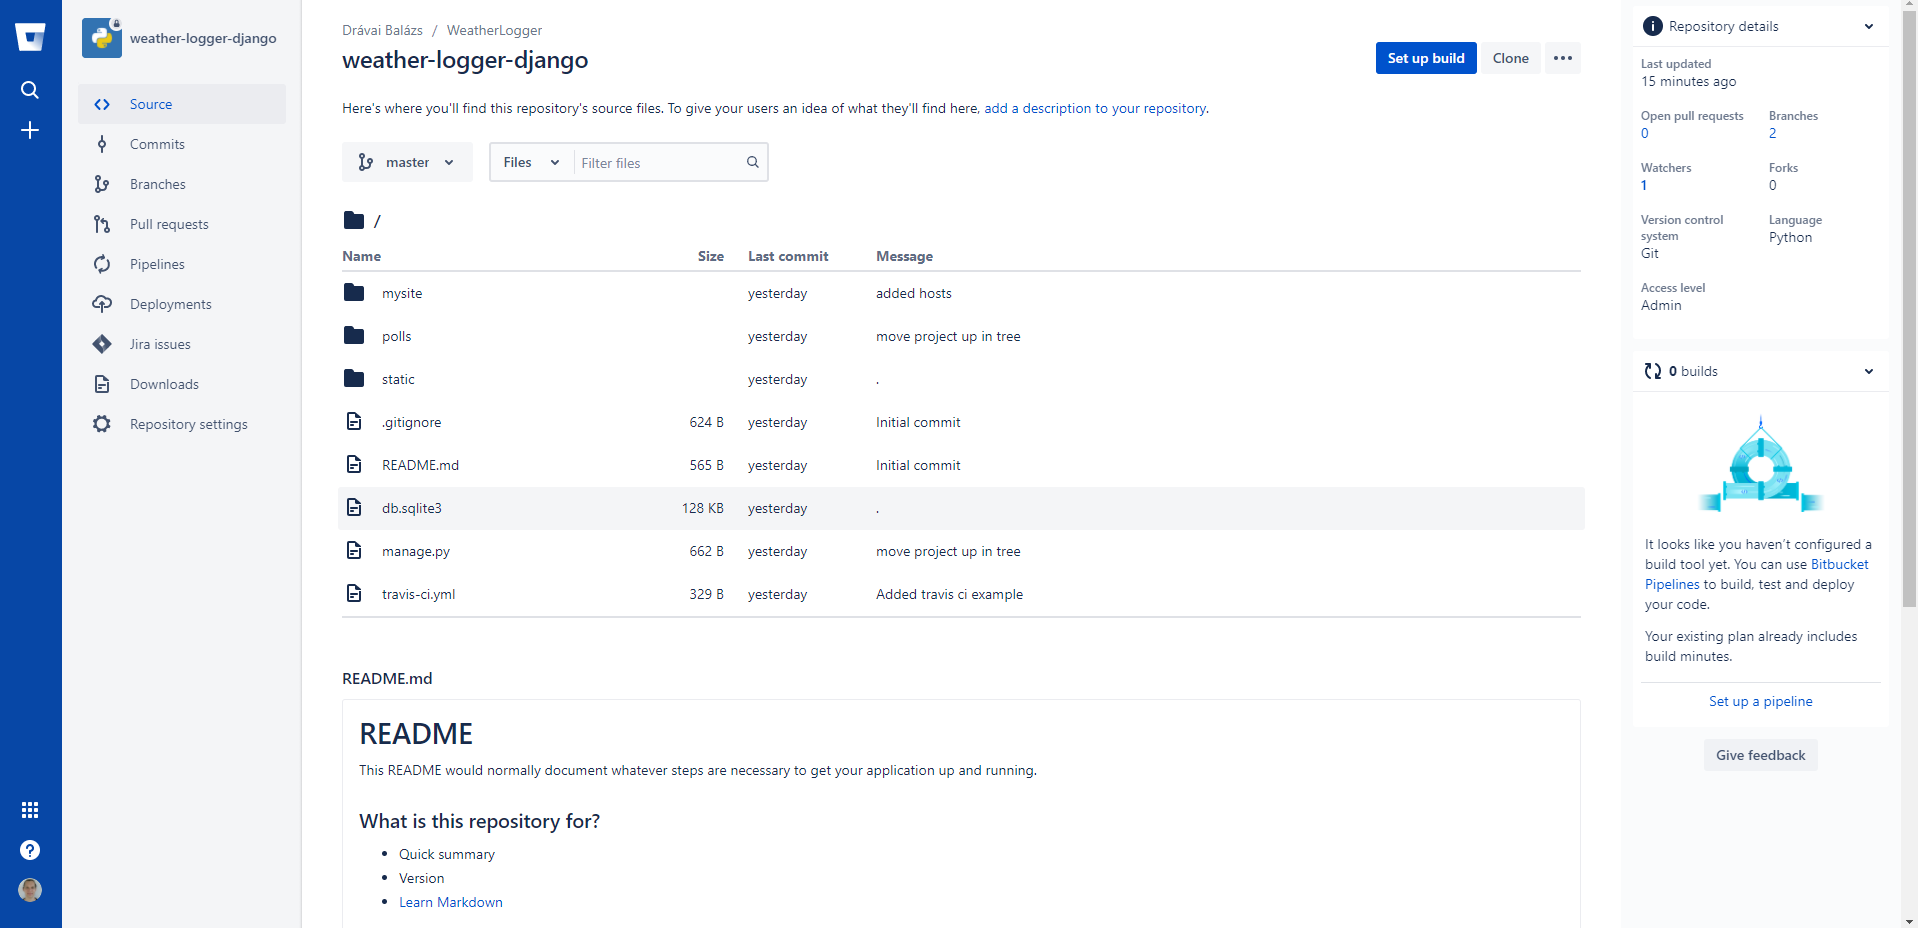 weather-logger-django
Source
Commits
Branches
Pull requests
Pipelines
Deployments
Jira issues
Downloads
Repository settings
Drávai Balázs / WeatherLogger
weather-logger-django
Set up build
Clone
Here's where you'll find this repository's source files. To give your users an idea of what they'll find here, add a description to your repository.
master
Files
Filter files
/
Name Size Last commit Message
mysite yesterday added hosts
polls yesterday move project up in tree
static yesterday .
.gitignore 624 B yesterday Initial commit
README.md 565 B yesterday Initial commit
db.sqlite3 128 KB yesterday .
manage.py 662 B yesterday move project up in tree
travis-ci.yml 329 B yesterday Added travis ci example
README.md
README
This README would normally document whatever steps are necessary to get your application up and running.
What is this repository for?
• Quick summary
• Version
• Learn Markdown
Repository details
Last updated
15 minutes ago
Open pull requests Branches
0 2
Watchers Forks
1 0
Version control Language
system Python
Git
Access level
Admin
0 builds
It looks like you haven't configured a
build tool yet. You can use Bitbucket
Pipelines to build, test and deploy
your code.
Your existing plan already includes
build minutes.
Set up a pipeline
Give feedback